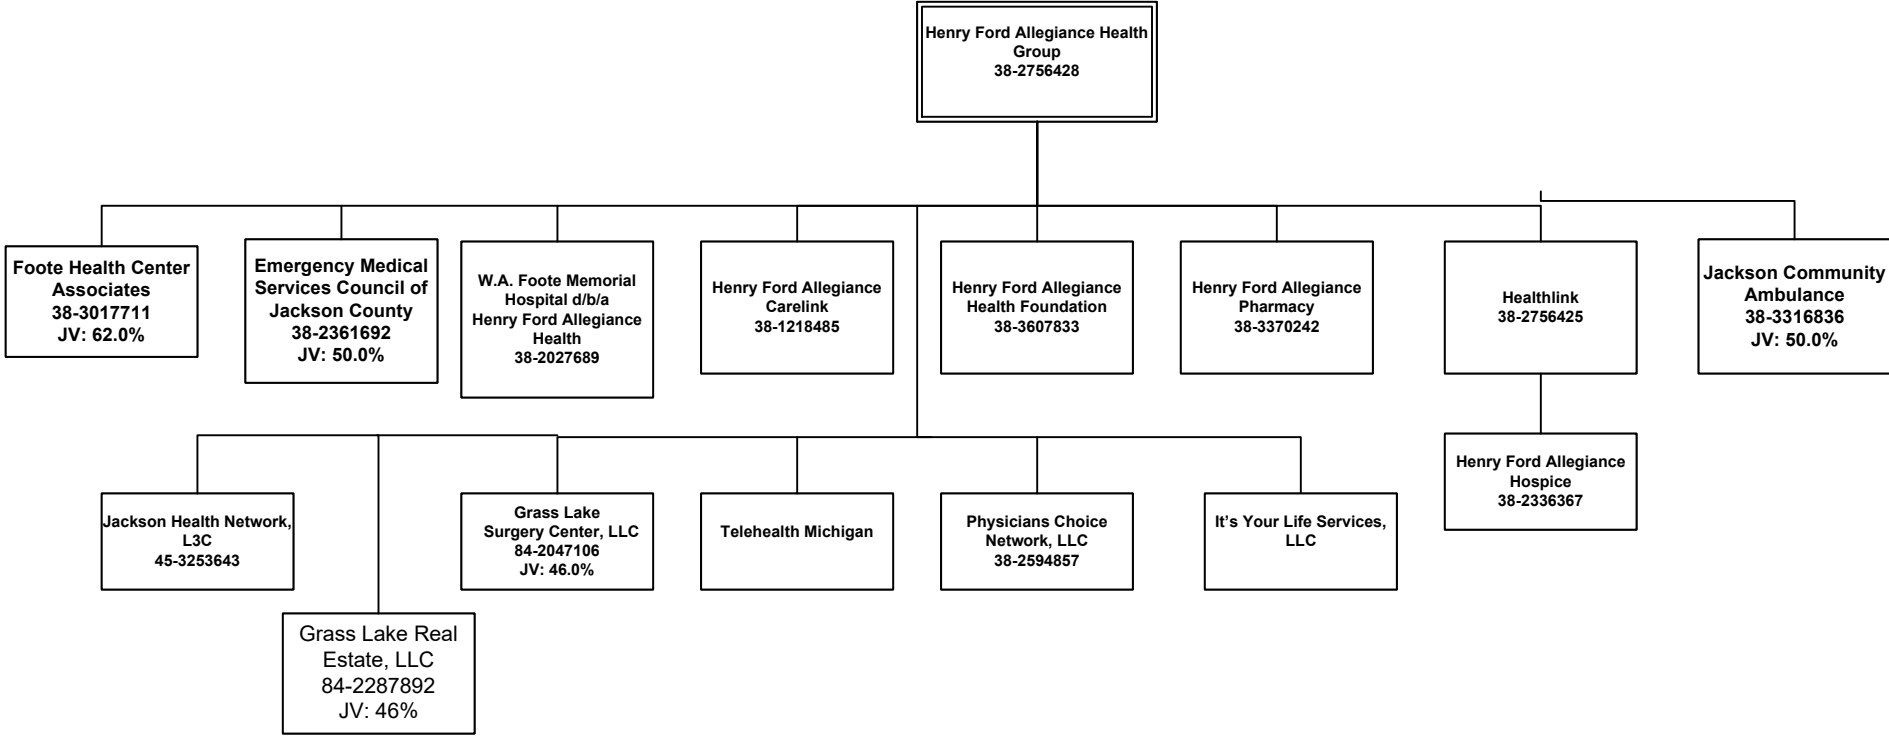 Henry Ford Allegiance Health
Group
38-2756428
Foote Health Center
Associates
38-3017711
JV: 62.0%
Emergency Medical
Services Council of
Jackson County
38-2361692
JV: 50.0%
W.A. Foote Memorial
Hospital d/b/a
Henry Ford Allegiance
Health
38-2027689
Henry Ford Allegiance
Carelink
38-1218485
Henry Ford Allegiance
Health Foundation
38-3607833
Henry Ford Allegiance
Pharmacy
38-3370242
Healthlink
38-2756425
Jackson Community
Ambulance
38-3316836
JV: 50.0%
Jackson Health Network,
L3C
45-3253643
Grass Lake
Surgery Center, LLC
84-2047106
JV: 46.0%
Telehealth Michigan
Physicians Choice
Network, LLC
38-2594857
It's Your Life Services,
LLC
Henry Ford Allegiance
Hospice
38-2336367
Grass Lake Real
Estate, LLC
84-2287892
JV: 46%